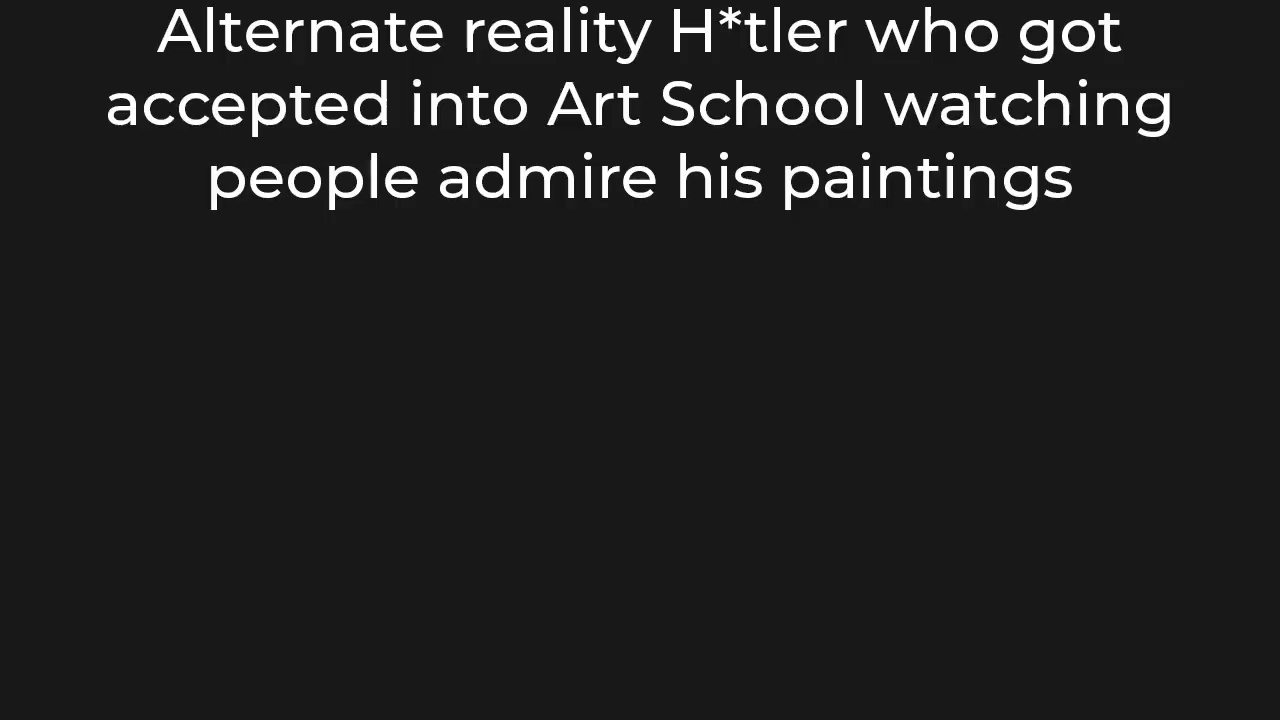 Alternate reality H*tler who got
accepted into Art School watching
people admire his paintings